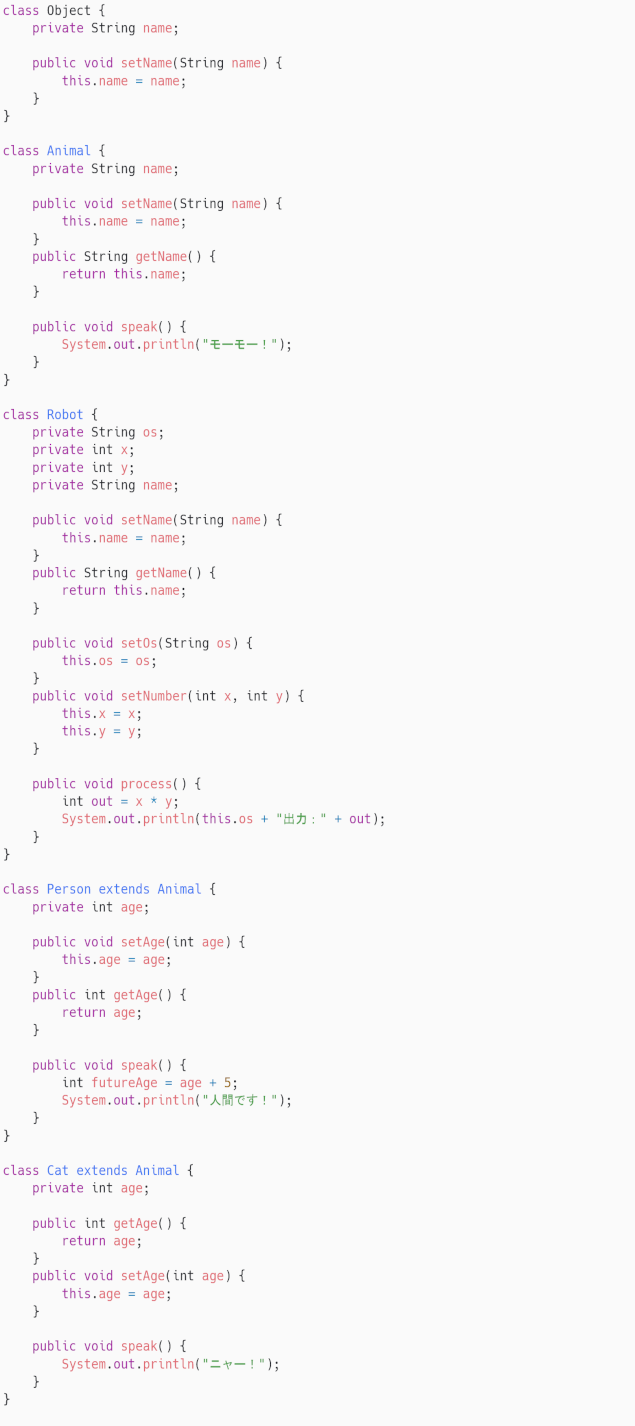 class Object {
    private String name;

    public void setName(String name) {
        this.name = name;
    }
}

class Animal {
    private String name;

    public void setName(String name) {
        this.name = name;
    }
    public String getName() {
        return this.name;
    }

    public void speak() {
        System.out.println("モーモー！");
    }
}

class Robot {
    private String os;
    private int x;
    private int y;
    private String name;

    public void setName(String name) {
        this.name = name;
    }
    public String getName() {
        return this.name;
    }

    public void setOs(String os) {
        this.os = os;
    }
    public void setNumber(int x, int y) {
        this.x = x;
        this.y = y;
    }

    public void process() {
        int out = x * y;
        System.out.println(this.os + "出力：" + out);
    }
}

class Person extends Animal {
    private int age;

    public void setAge(int age) {
        this.age = age;
    }
    public int getAge() {
        return age;
    }

    public void speak() {
        int futureAge = age + 5;
        System.out.println("人間です！");
    }
}

class Cat extends Animal {
    private int age;

    public int getAge() {
        return age;
    }
    public void setAge(int age) {
        this.age = age;
    }

    public void speak() {
        System.out.println("ニャー！");
    }
}